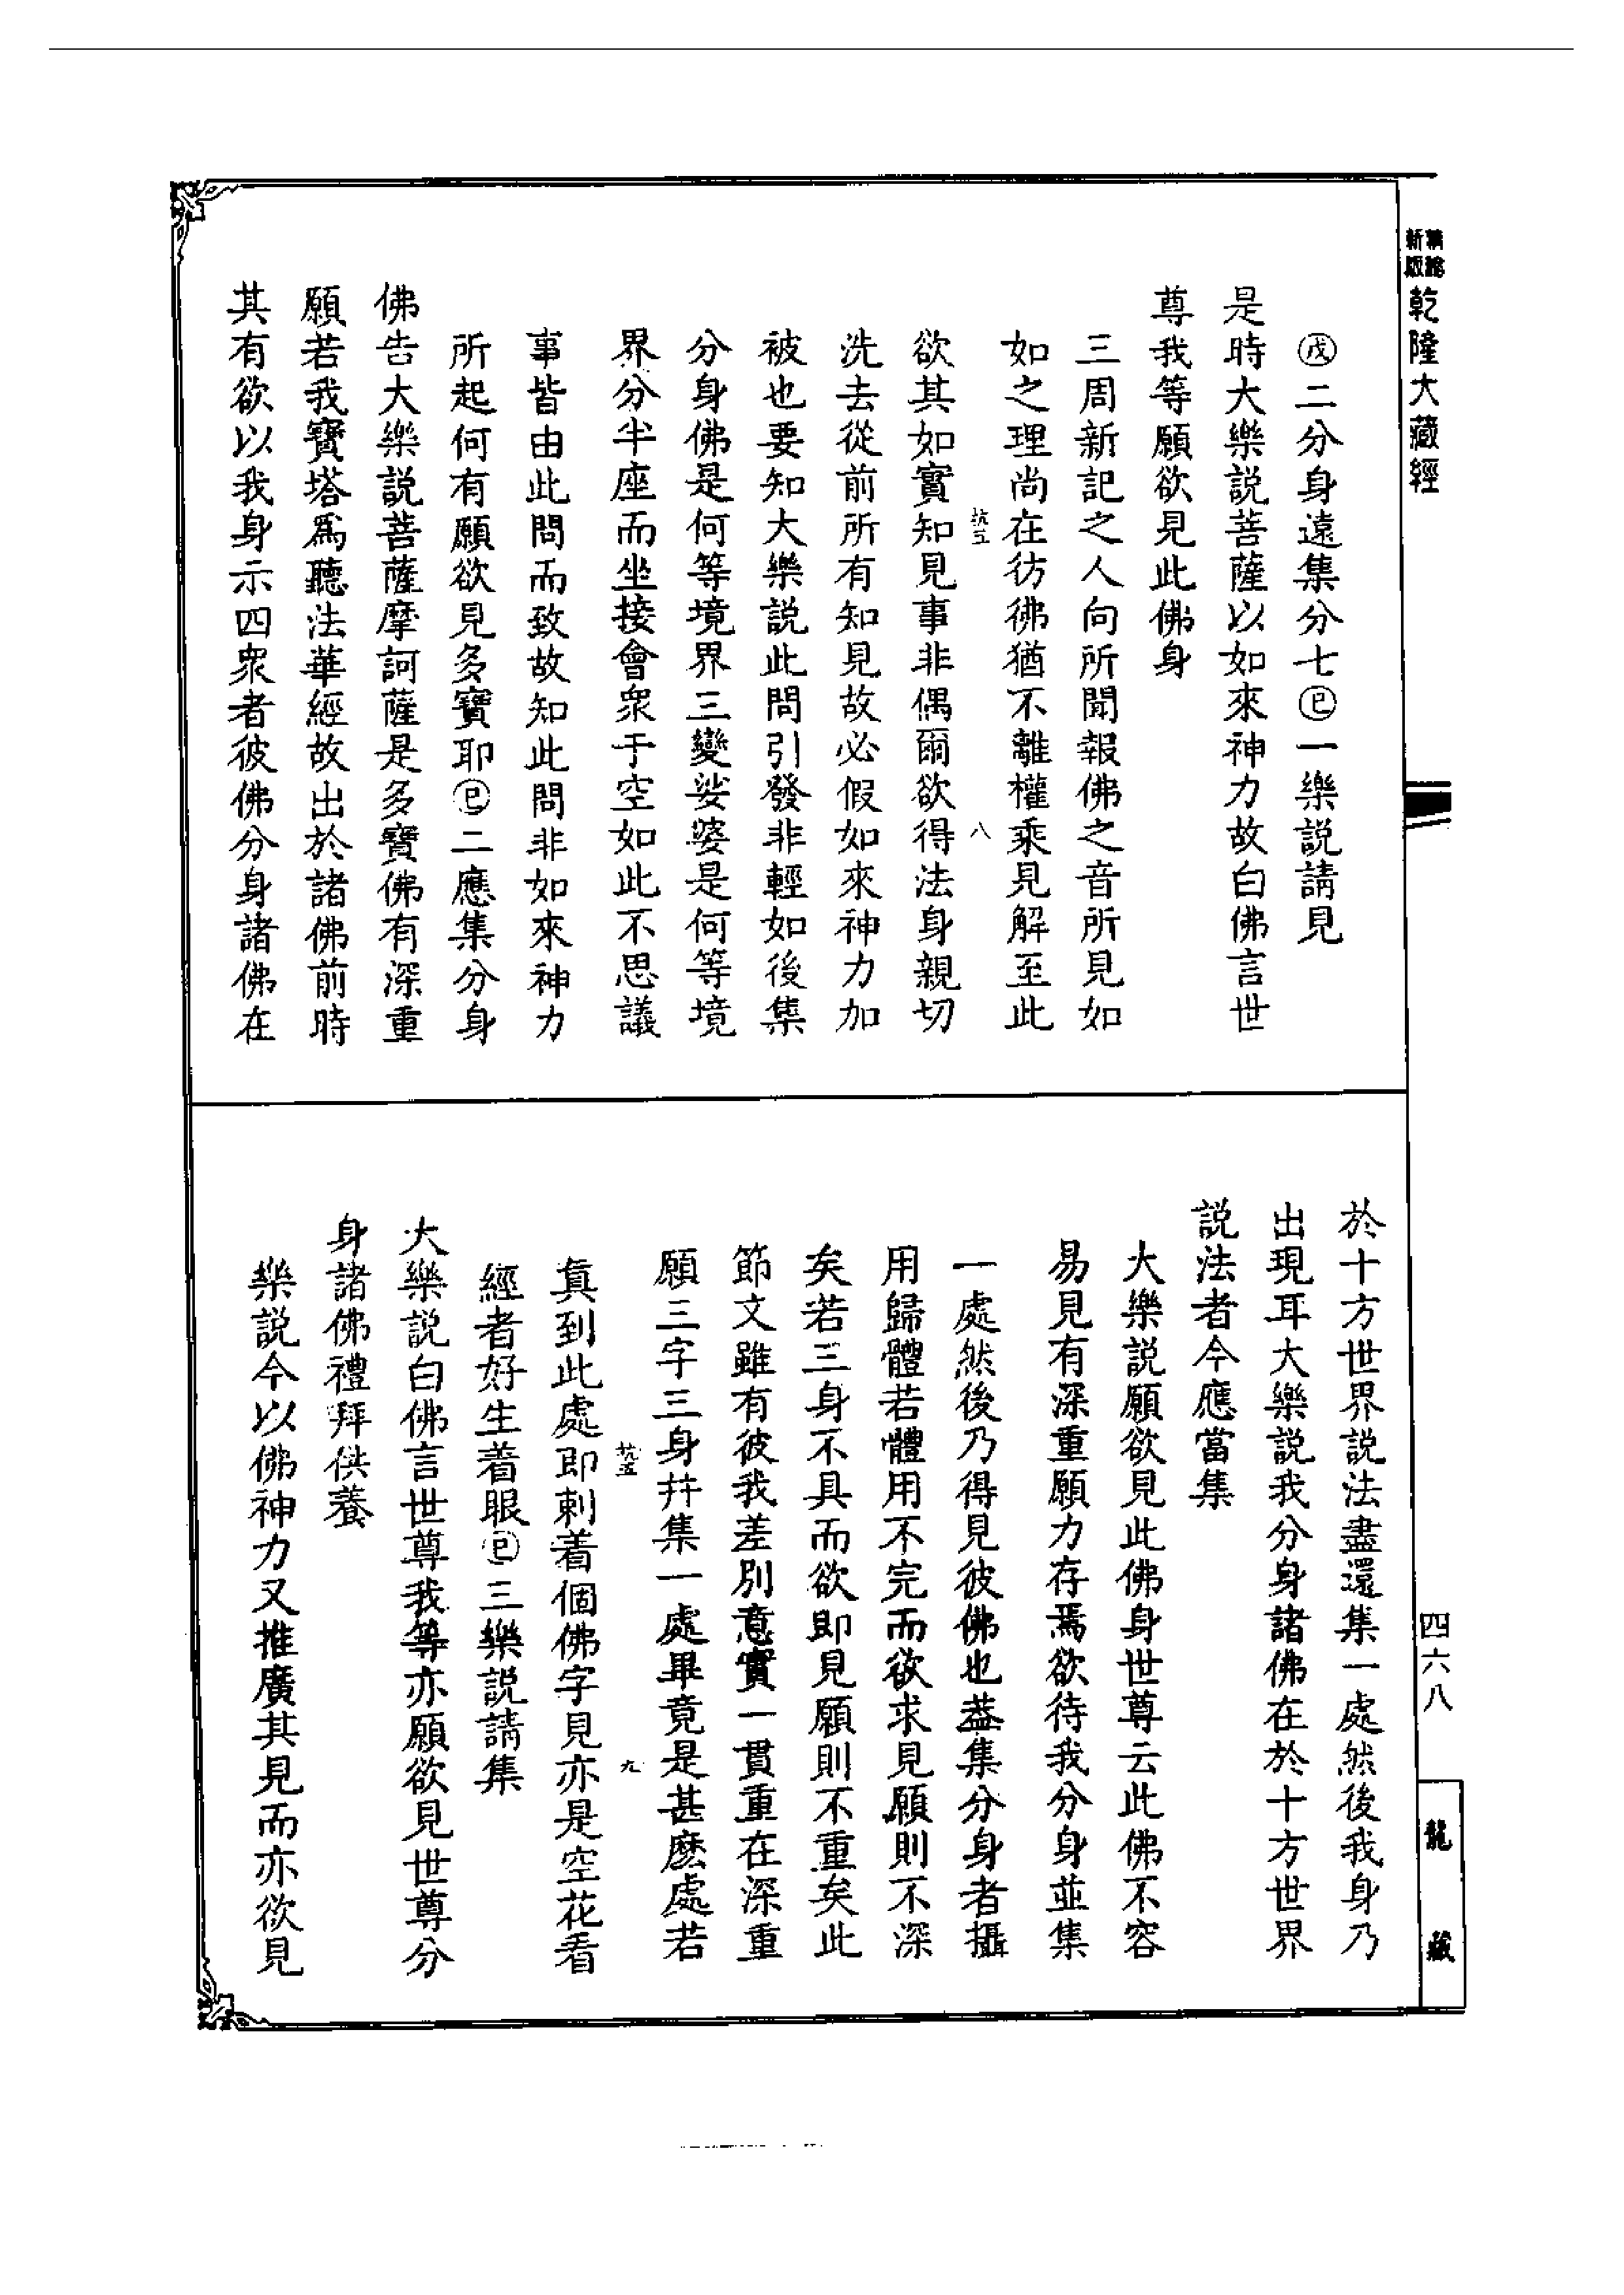 新版
乾隆大藏經
㊅二分身遠集分七㊂一樂説請見
是時大樂説菩薩以如來神力故白佛言世
尊我等願欲見此佛身
三周新記之人向所聞報佛之音所見如
如之理尚在彷彿猶不離權乘見解至此
坑五
八
欲其如實知見事非偶爾欲得法身親切
洗去從前所有知見故必假如來神力加
被也要知大樂説此問引發非輕如後集
分身佛是何等境界三變娑婆是何等境
界分半座而坐接會衆于空如此不思議
事皆由此問而致故知此問非如來神力
所起何有願欲見多寶耶㊂二應集分身
佛告大樂説菩薩摩訶薩是多寶佛有深重
願若我寶塔爲聽法華經故出於諸佛前時
其有欲以我身示四衆者彼佛分身諸佛在
於十方世界説法盡還集一處然後我身乃
出現耳大樂説我分身諸佛在於十方世界
説法者今應當集
大樂説願欲見此佛身世尊云此佛不容
易見有深重願力存焉欲待我分身並集
一處然後乃得見彼佛也葢集分身者攝
用歸體若體用不完而欲求見願則不深
矣若三身不具而欲即見願則不重矣此
節文雖有彼我差別意實一貫重在深重
願三字三身幷集一處畢竟是甚麽處若
坑五
九
真到此處即剌着個佛字見亦是空花看
經者好生着眼㊂三樂説請集
大樂説白佛言世尊我等亦願欲見世尊分
身諸佛禮拜供養
樂説今以佛神力又推廣其見而亦欲見
四六八
龍藏